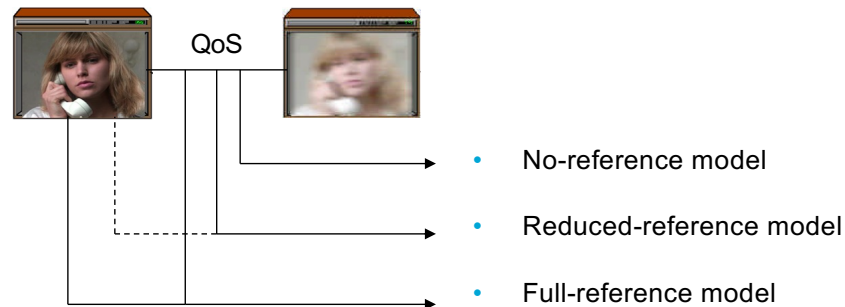 QoS
• No-reference model
• Reduced-reference model
• Full-reference model